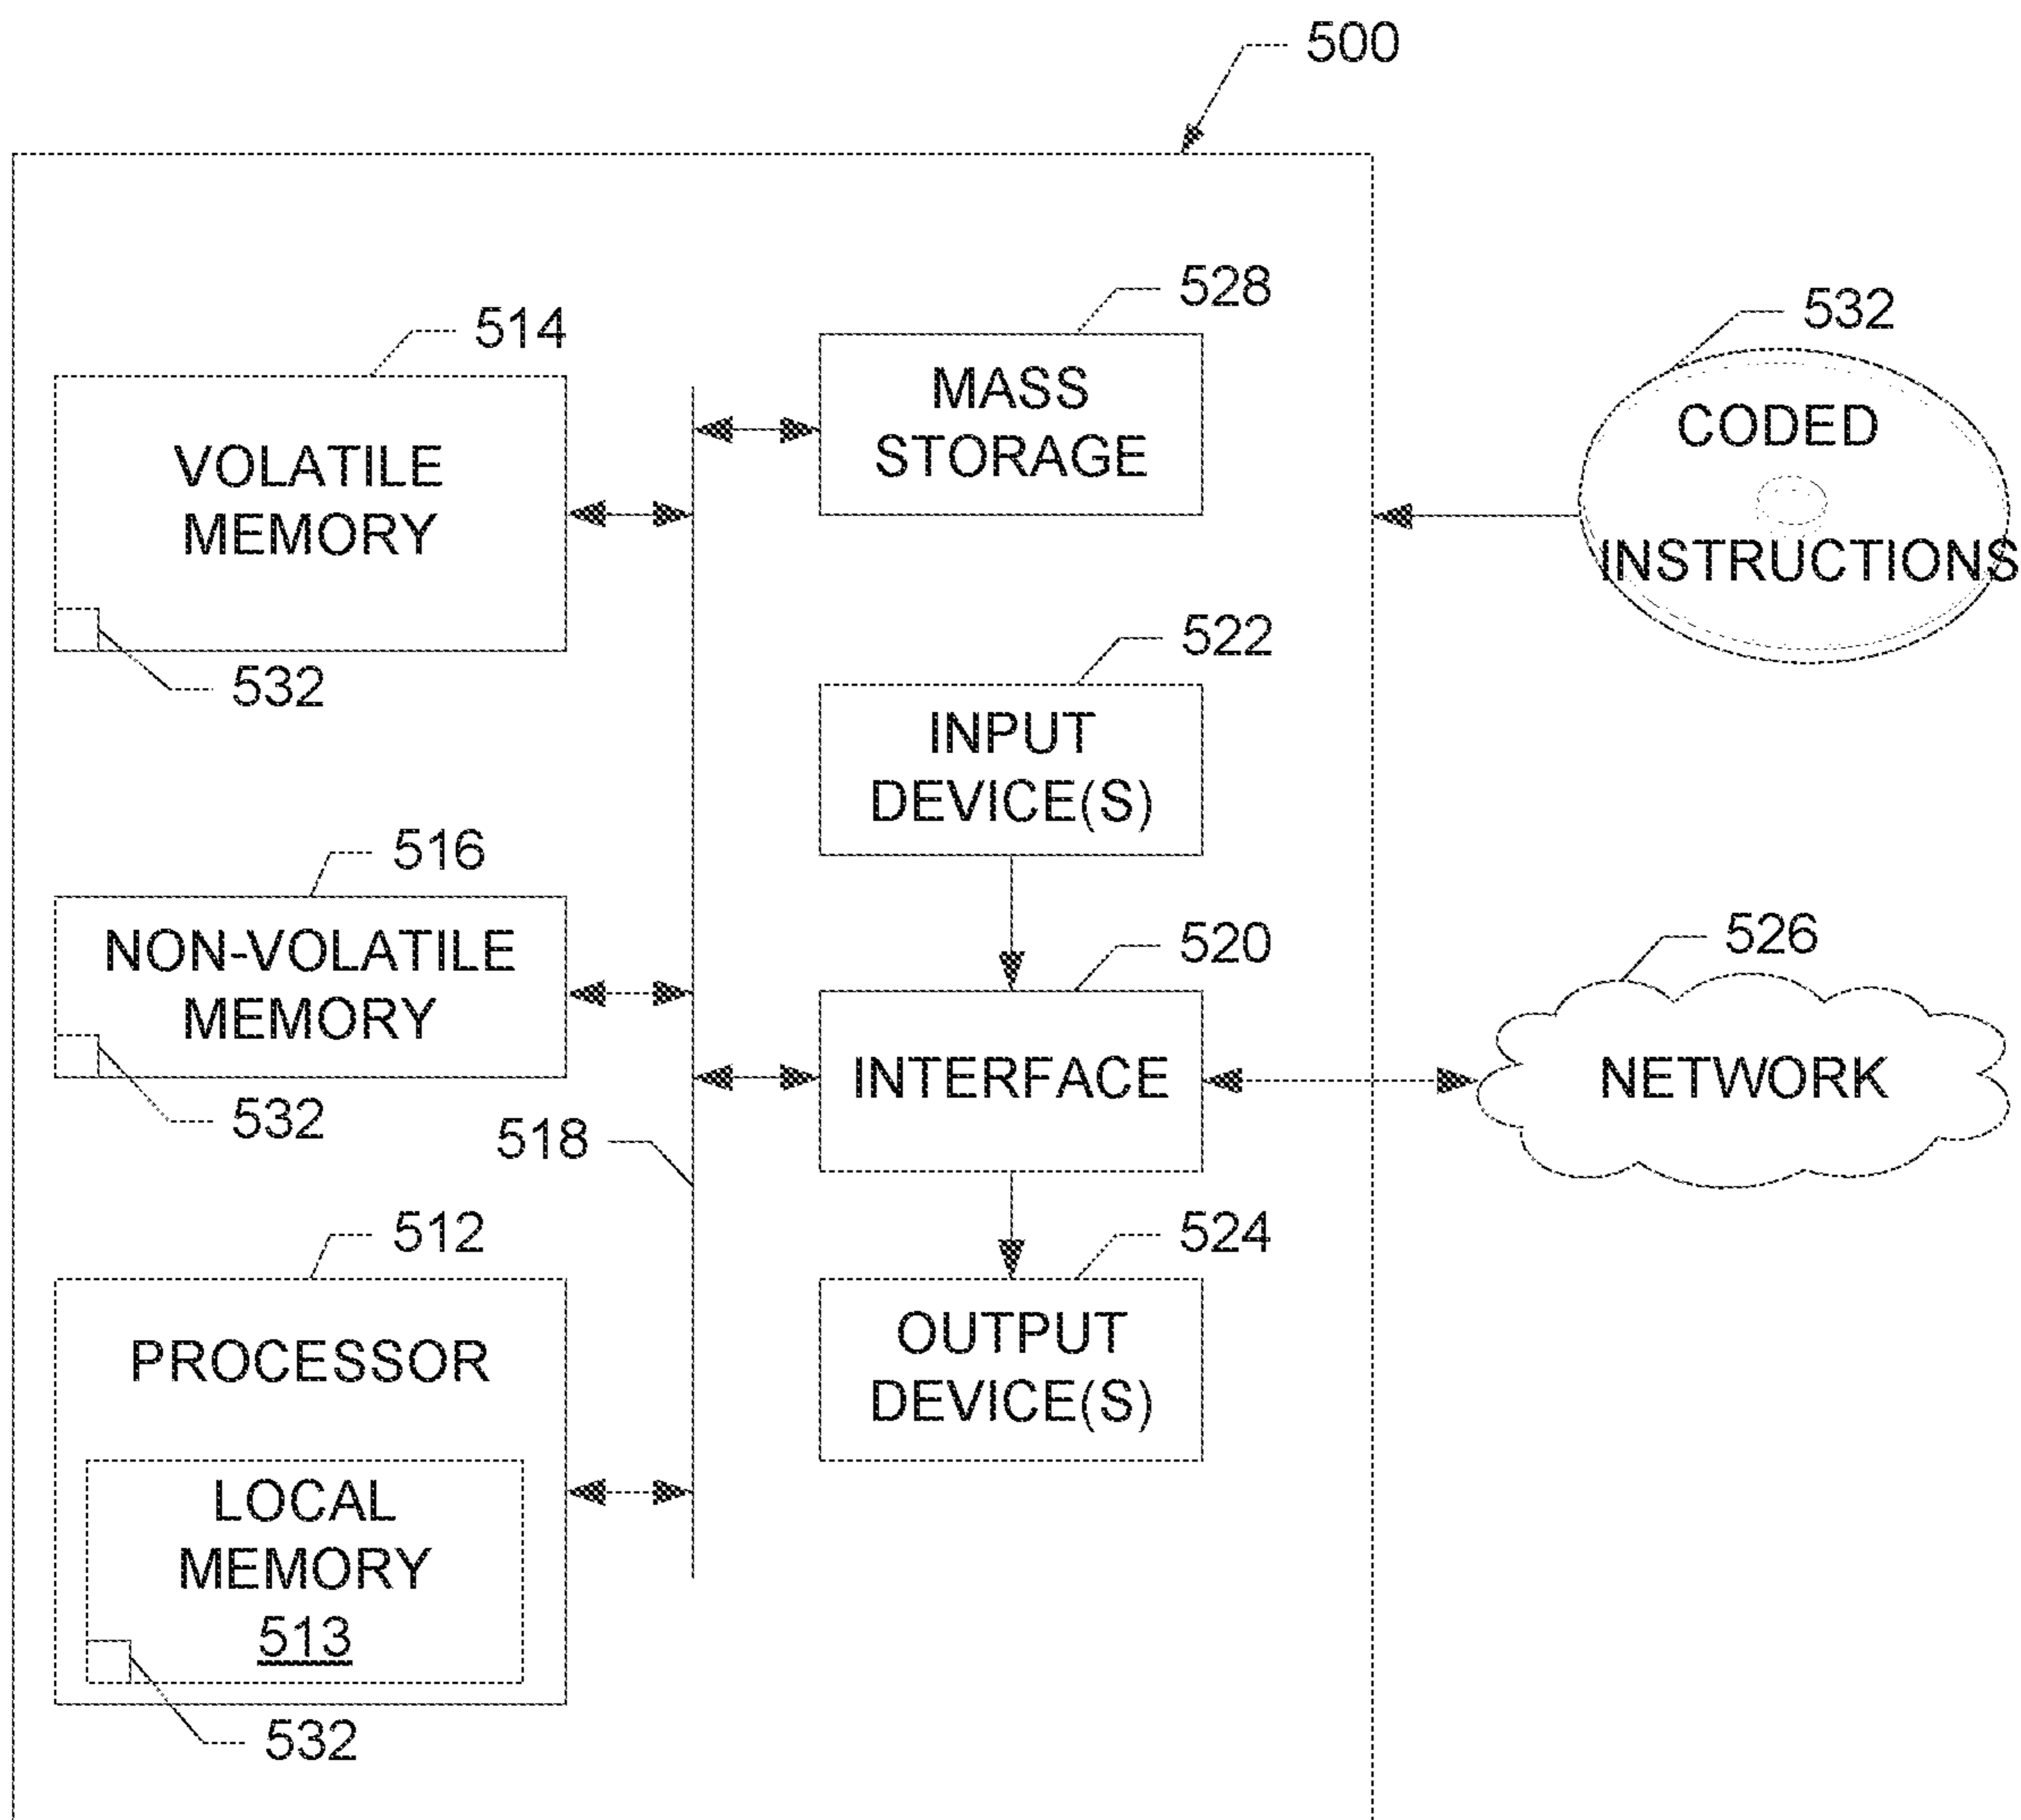 500
528
MASS
STORAGE
514
VOLATILE
MEMORY
532
532
CODED
INSTRUCTIONS
522
INPUT
DEVICE(S)
516
NON-VOLATILE
MEMORY
532
520
INTERFACE
526
NETWORK
518
512
PROCESSOR
LOCAL
MEMORY
513
532
524
OUTPUT
DEVICE(S)